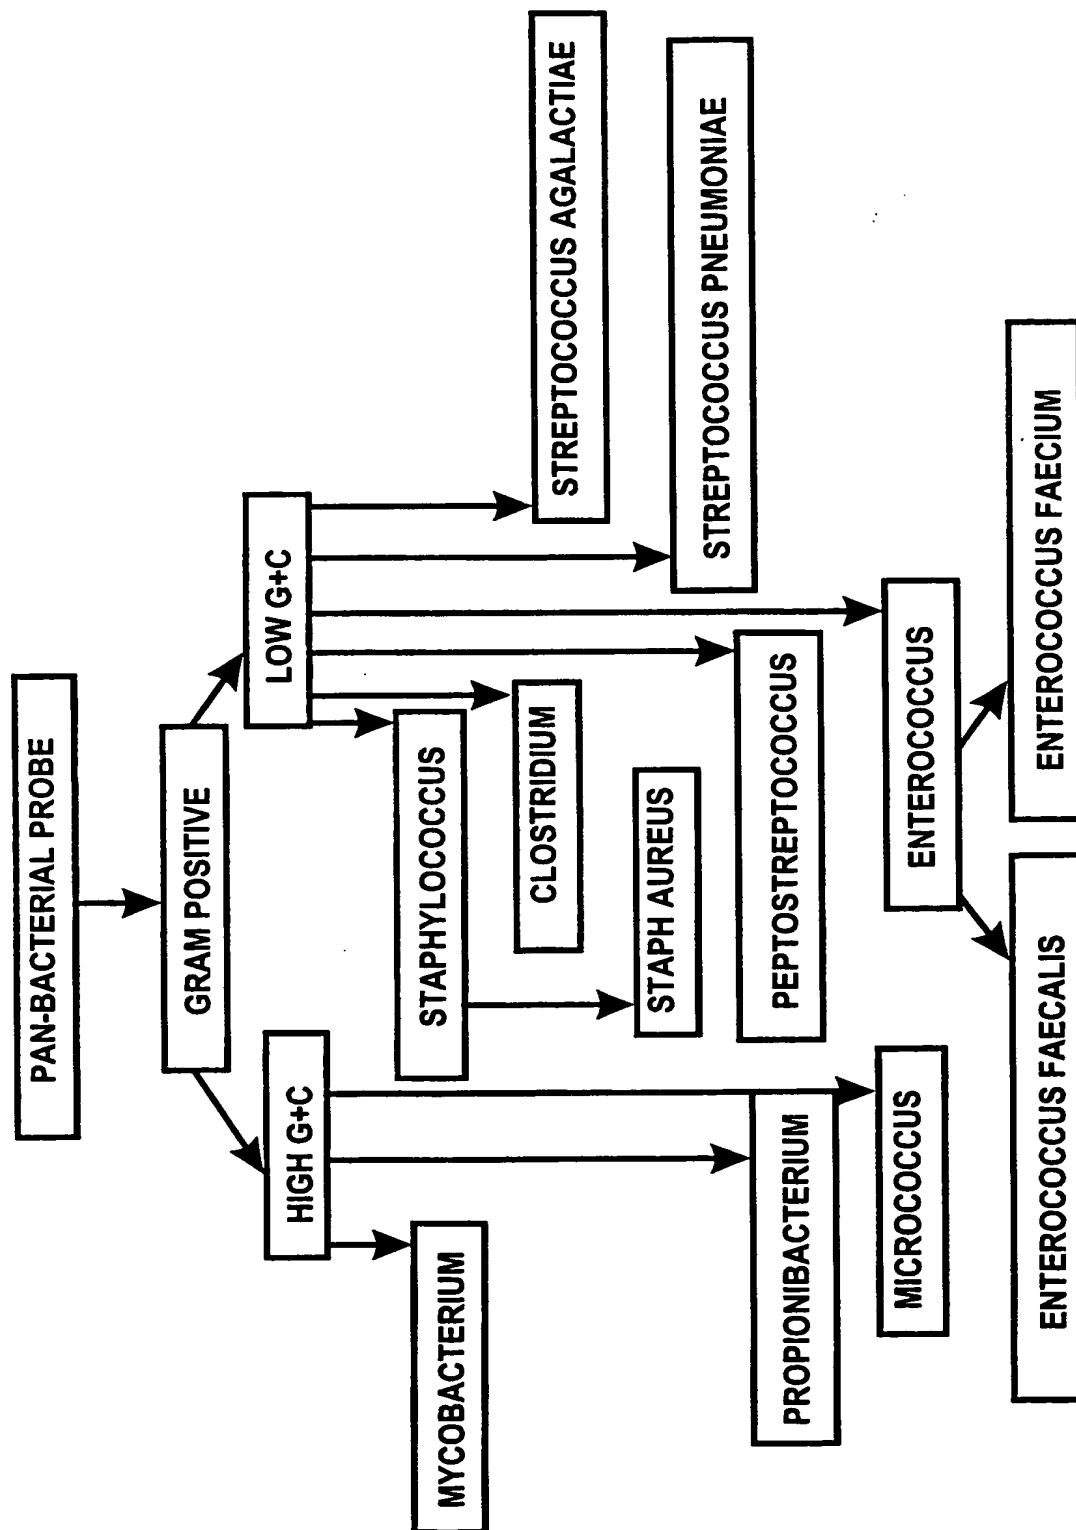 PAN-BACTERIAL PROBE
GRAM POSITIVE
HIGH G+C
LOW G+C
MYCOBACTERIUM
STAPHYLOCOCCUS
CLOSTRIDIUM
STREPTOCOCCUS AGALACTIAE
STAPH AUREUS
STREPTOCOCCUS PNEUMONIAE
PROPIONIBACTERIUM
PEPTOSTREPTOCOCCUS
MICROCOCCUS
ENTEROCOCCUS
ENTEROCOCCUS FAECALIS
ENTEROCOCCUS FAECIUM